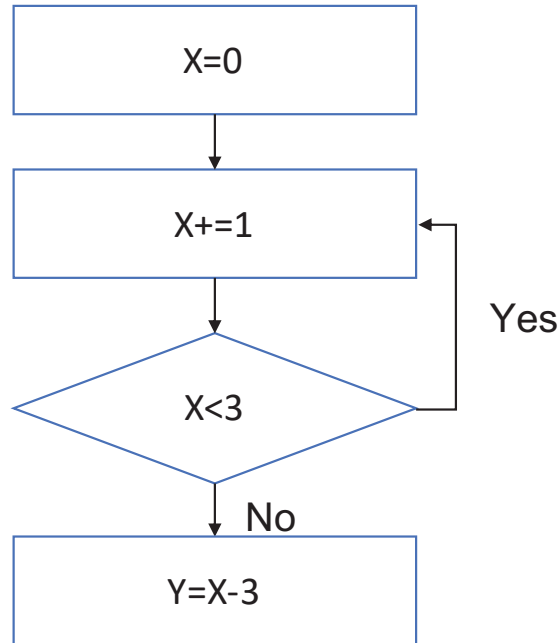 X=0
X+=1
Yes
X<3
No
Y=X-3